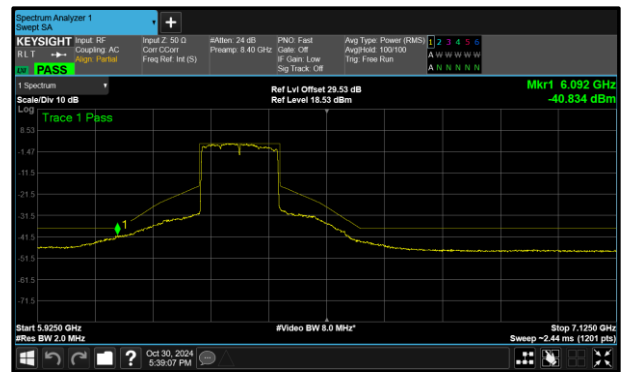 Spectrum Analyzer 1
Swept SA
+
KEYSIGHT Input: RF Input Z: 50 Ω #Atten: 24 dB PNO: Fast Avg Type: Power (RMS) 1 2 3 4 5 6
RLT Coupling: AC Corr CCorr Preamp: 8.40 GHz Gate: Off Avg|Hold: 100/100 A W W W W W
Align: Partial Freq Ref: Int (S) IF Gain: Low Trig: Free Run
PASS Sig Track: Off A N N N N N
1 Spectrum Ref Lvl Offset 29.53 dB Mkr1 6.092 GHz
Scale/Div 10 dB Ref Level 18.53 dBm -40.834 dBm
Log
Trace 1 Pass
8.53
-1.47
-11.5
-21.5
-31.5
1
-41.5
-51.5
-61.5
-71.5
Start 5.9250 GHz #Video BW 8.0 MHz* Stop 7.1250 GHz
#Res BW 2.0 MHz Sweep ~2.44 ms (1201 pts)
? Oct 30, 2024
5:39:07 PM